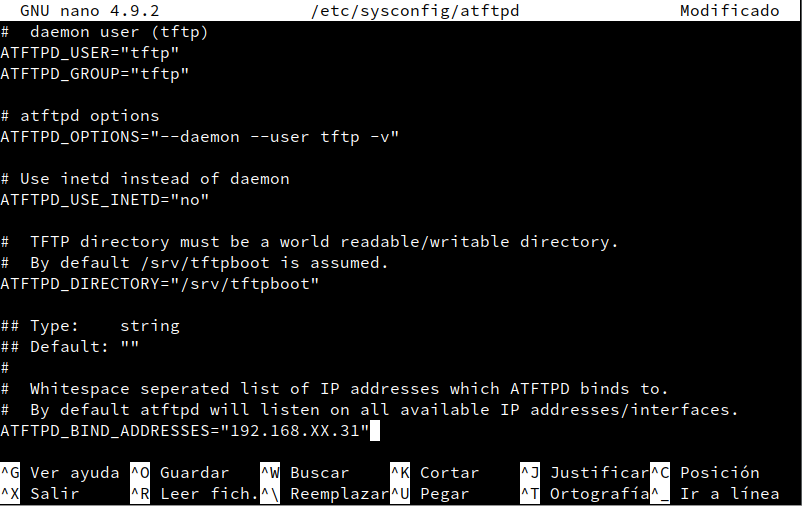 GNU nano 4.9.2 /etc/sysconfig/atftpd Modificado
#  daemon user (tftp)
ATFTPD_USER="tftp"
ATFTPD_GROUP="tftp"
# atftpd options
ATFTPD_OPTIONS="--daemon --user tftp -v"
# Use inetd instead of daemon
ATFTPD_USE_INETD="no"
#  TFTP directory must be a world readable/writable directory.
#  By default /srv/tftpboot is assumed.
ATFTPD_DIRECTORY="/srv/tftpboot"
## Type:    string
## Default: ""
#
#  Whitespace seperated list of IP addresses which ATFTPD binds to.
#  By default atftpd will listen on all available IP addresses/interfaces.
ATFTPD_BIND_ADDRESSES="192.168.XX.31"
^G Ver ayuda ^O Guardar ^W Buscar ^K Cortar ^J Justificar ^C Posición
^X Salir ^R Leer fich. ^\ Reemplazar ^U Pegar ^T Ortografía ^_ Ir a línea